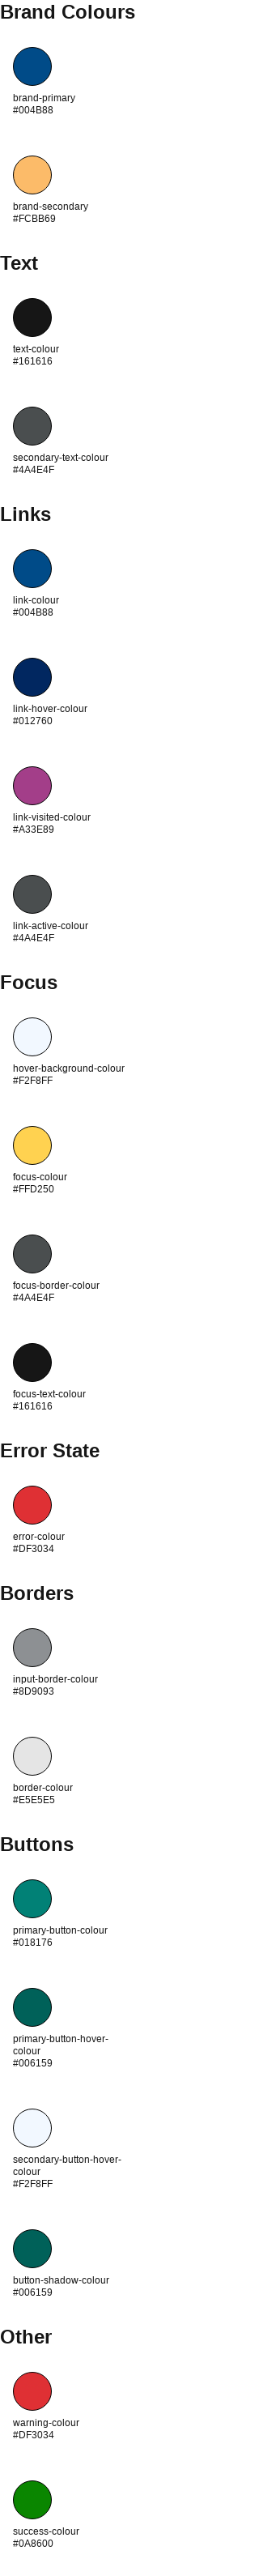 Brand Colours
brand-primary
#004B88
brand-secondary
#FCBB69
Text
text-colour
#161616
secondary-text-colour
#4A4E4F
Links
link-colour
#004B88
link-hover-colour
#012760
link-visited-colour
#A33E89
link-active-colour
#4A4E4F
Focus
hover-background-colour
#F2F8FF
focus-colour
#FFD250
focus-border-colour
#4A4E4F
focus-text-colour
#161616
Error State
error-colour
#DF3034
Borders
input-border-colour
#8D9093
border-colour
#E5E5E5
Buttons
primary-button-colour
#018176
primary-button-hover-
colour
#006159
secondary-button-hover-
colour
#F2F8FF
button-shadow-colour
#006159
Other
warning-colour
#DF3034
success-colour
#0A8600